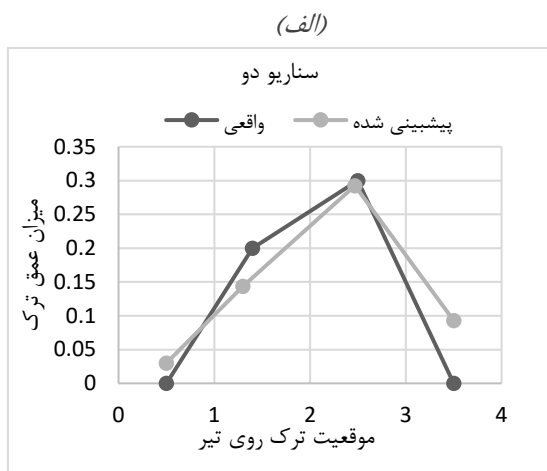 (الف)
سناریو دو
واقعی
پیشبینی شده
0.35
0.3
0.25
0.2
0.15
0.1
0.05
0
میزان عمق ترک
0 1 2 3 4
موقعیت ترک روی تیر